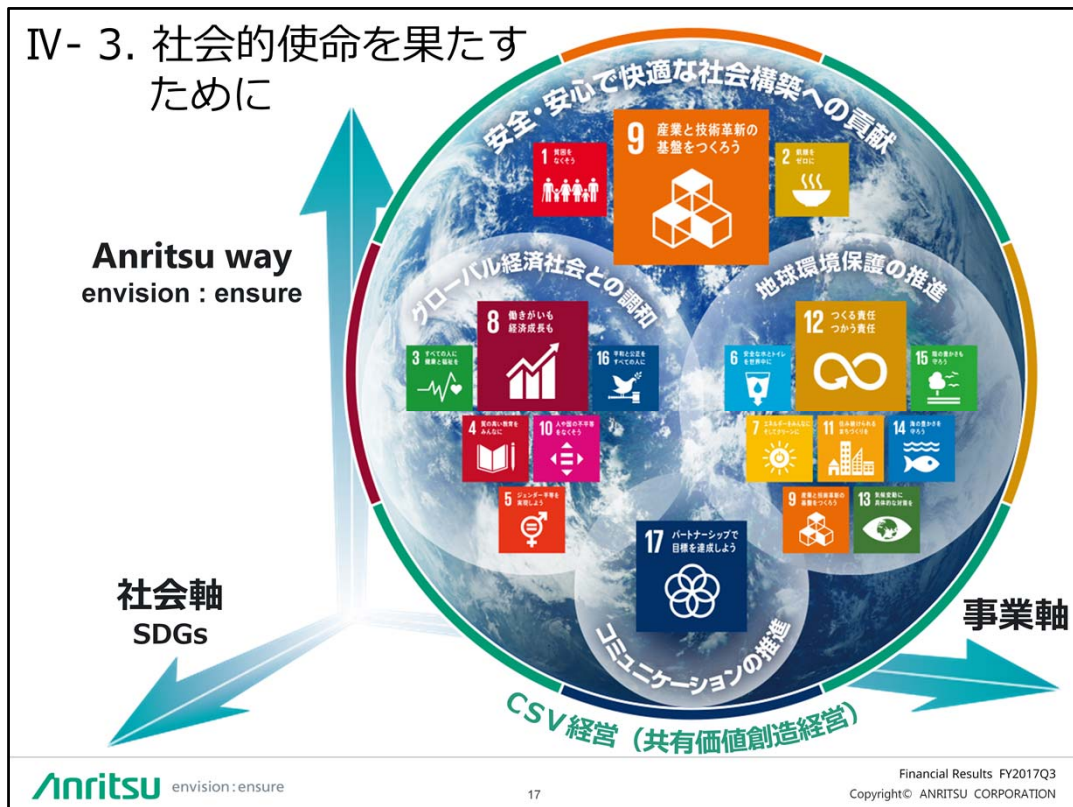 Ⅳ- 3. 社会的使命を果たす
ために
安全・安心で快適な社会構築への貢献
1 貧困を
なくそう
9 産業と技術革新の
基盤をつくろう
2 飢餓を
ゼロに
Anritsu way
envision : ensure
グローバル経済社会との調和
8 働きがいも
経済成長も
3 すべての人に
健康と福祉を
16 平和と公正を
すべての人に
4 質の高い教育を
みんなに
10 人や国の不平等
をなくそう
5 ジェンダー平等を
実現しよう
地球環境保護の推進
12 つくる責任
つかう責任
6 安全な水とトイレ
を世界中に
15 陸の豊かさも
守ろう
7 エネルギーをみんなに
そしてクリーンに
11 住み続けられる
まちづくりを
14 海の豊かさを
守ろう
9 産業と技術革新の
基盤をつくろう
13 気候変動に
具体的な対策を
17 パートナーシップで
目標を達成しよう
コミュニケーションの推進
社会軸
SDGs
事業軸
CSV経営（共有価値創造経営）
Anritsu envision : ensure
17
Financial Results FY2017Q3
Copyright© ANRITSU CORPORATION